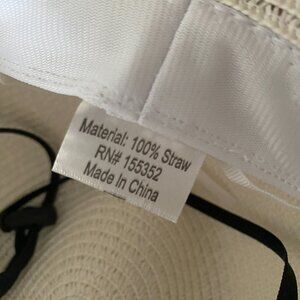 Material: 100% Straw
RN# 155352
Made In China